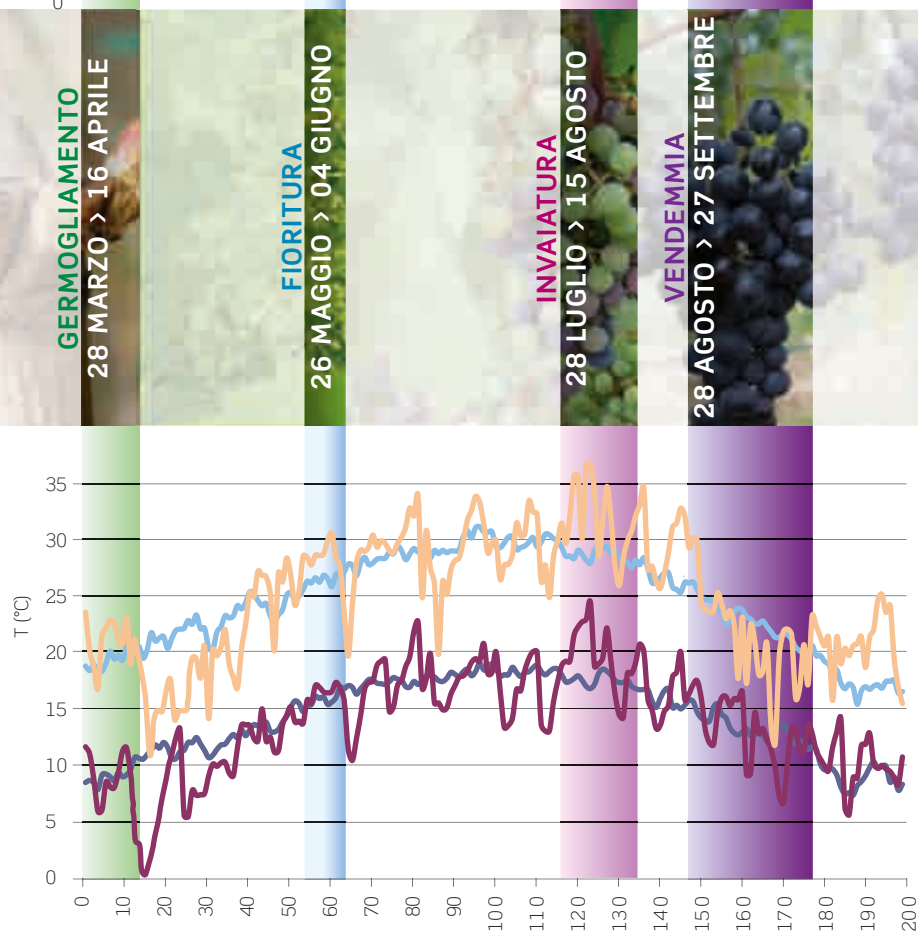 0
GERMOGLIAMENTO
28 MARZO > 16 APRILE
FIORITURA
26 MAGGIO > 04 GIUGNO
INVAIATURA
28 LUGLIO > 15 AGOSTO
VENDEMMIA
28 AGOSTO > 27 SETTEMBRE
T (°C)
35
30
25
20
15
10
5
0
0 10 20 30 40 50 60 70 80 90 100 110 120 130 140 150 160 170 180 190 200